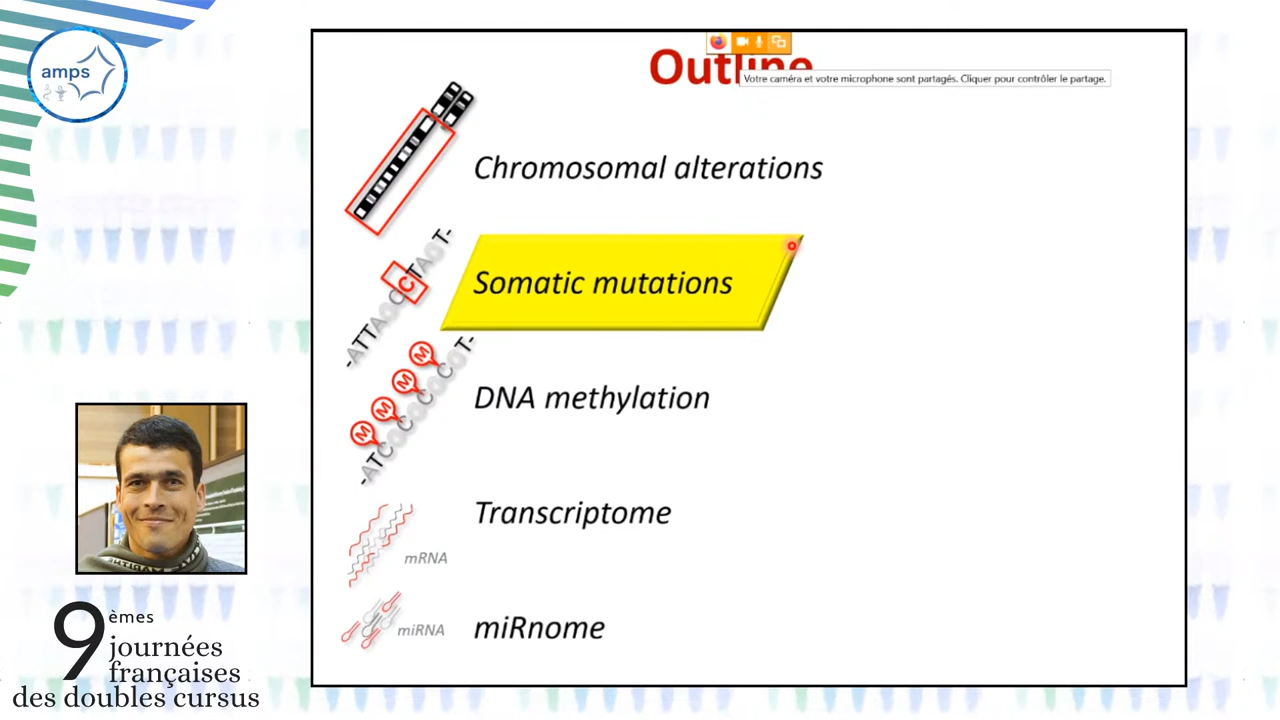 amps
Outline
Votre caméra et votre microphone sont partagés. Cliquer pour contrôler le partage.
Chromosomal alterations
-ATTAGCCTAGT-
Somatic mutations
M M M M
-ATCGCGCGCGT-
DNA methylation
Transcriptome
mRNA
miRNA
miRnome
9èmes
journées
françaises
des doubles cursus